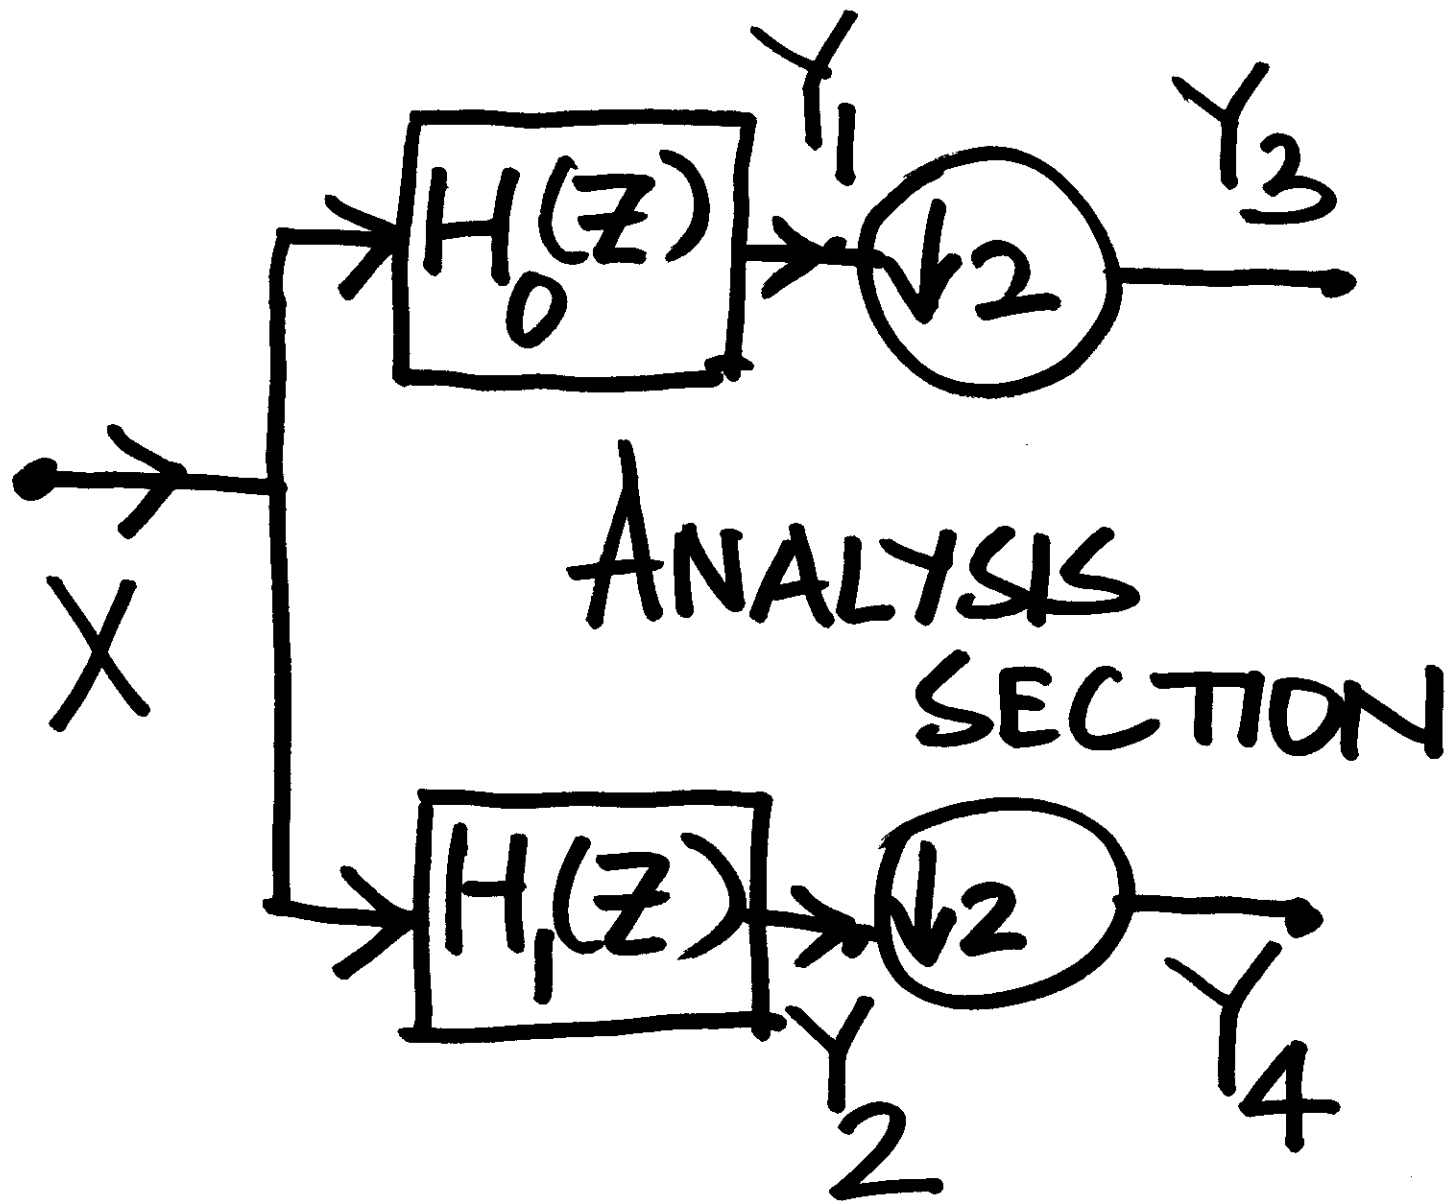 Y1
Y3
H0(Z)
↓2
X
ANALYSIS
SECTION
H1(Z)
↓2
Y2
Y4